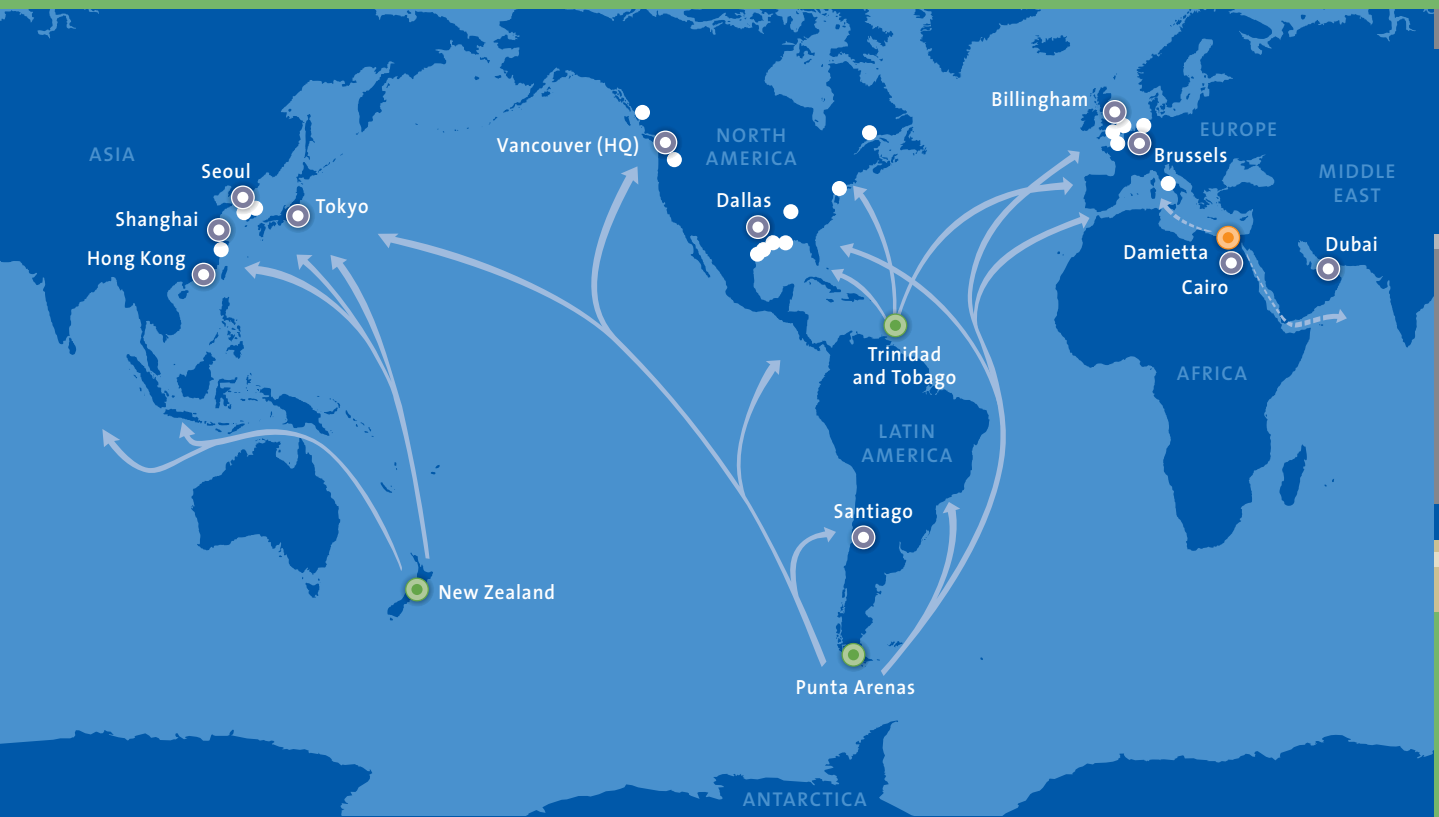 Billingham
NORTH
AMERICA
EUROPE
Vancouver (HQ)
ASIA
Brussels
Seoul
MIDDLE
EAST
Dallas
Tokyo
Shanghai
Dubai
Damietta
Hong Kong
Cairo
Trinidad
and Tobago
AFRICA
LATIN
AMERICA
Santiago
New Zealand
Punta Arenas
ANTARCTICA